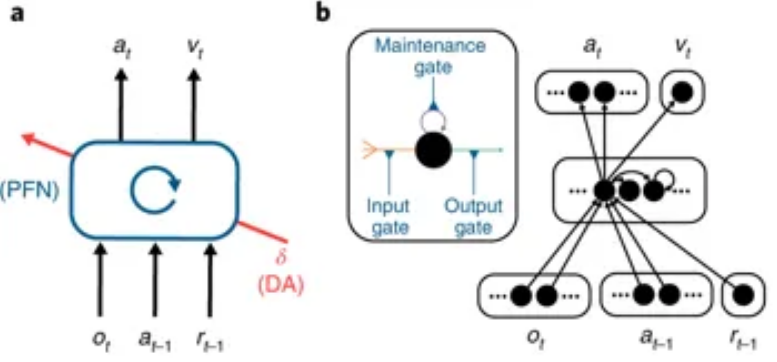 a
a_t
v_t
(PFN)
δ
(DA)
o_t
a_{t–1}
r_{t–1}
b
Maintenance
gate
Input
gate
Output
gate
a_t
v_t
o_t
a_{t–1}
r_{t–1}